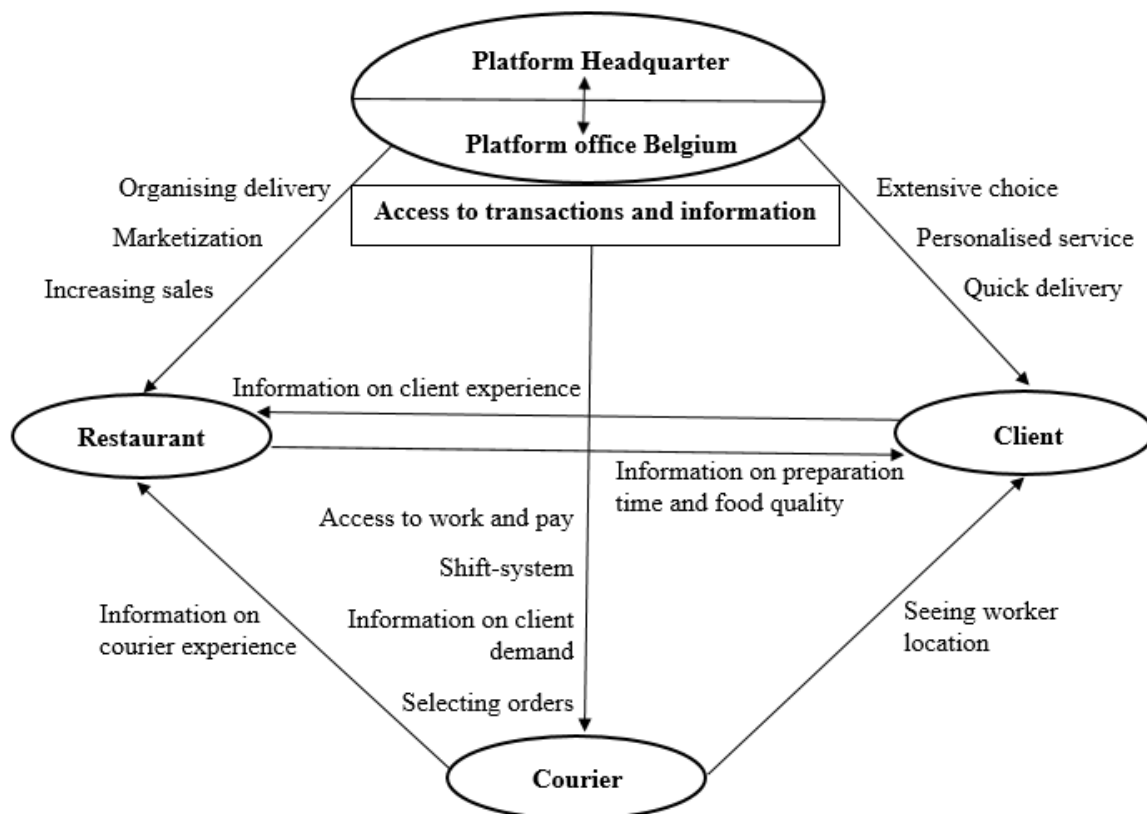 Platform Headquarter
Platform office Belgium
Access to transactions and information
Organising delivery
Marketization
Increasing sales
Extensive choice
Personalised service
Quick delivery
Information on client experience
Restaurant
Client
Information on preparation
time and food quality
Access to work and pay
Shift-system
Information on client
demand
Selecting orders
Information on
courier experience
Seeing worker
location
Courier